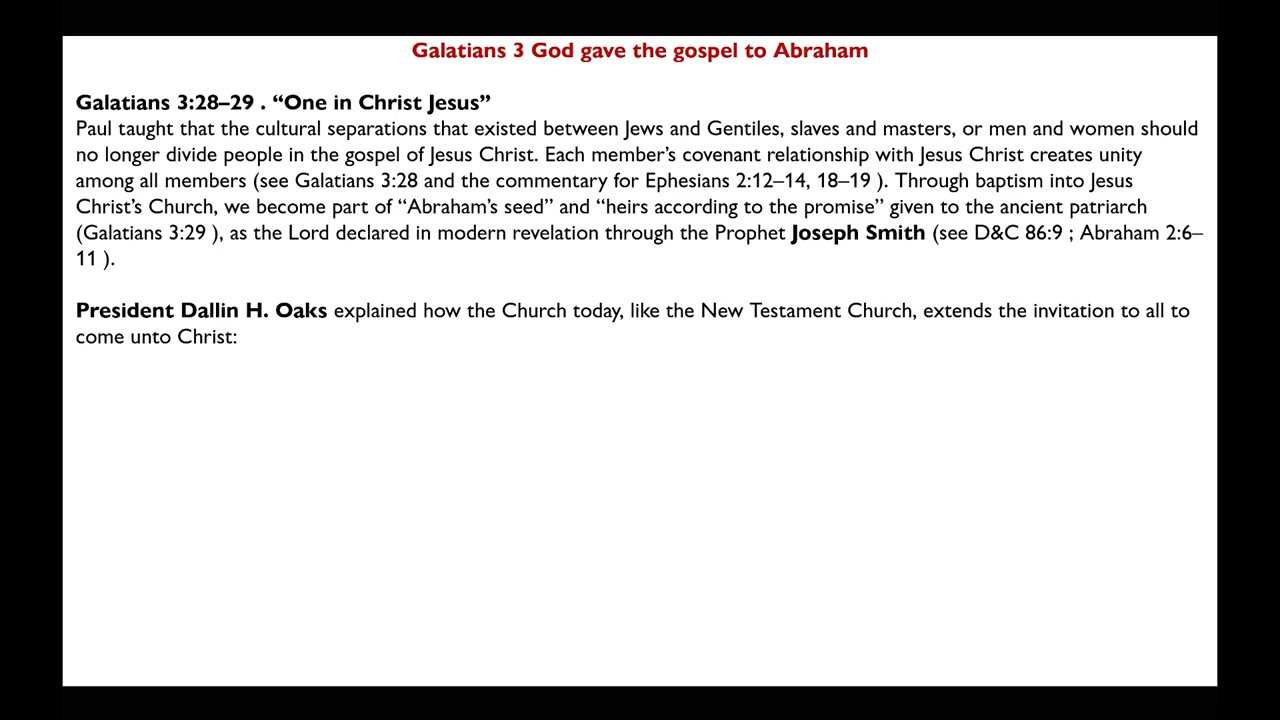 Galatians 3 God gave the gospel to Abraham
Galatians 3:28–29 . “One in Christ Jesus”
Paul taught that the cultural separations that existed between Jews and Gentiles, slaves and masters, or men and women should
no longer divide people in the gospel of Jesus Christ. Each member’s covenant relationship with Jesus Christ creates unity
among all members (see Galatians 3:28 and the commentary for Ephesians 2:12–14, 18–19 ). Through baptism into Jesus
Christ’s Church, we become part of “Abraham’s seed” and “heirs according to the promise” given to the ancient patriarch
(Galatians 3:29 ), as the Lord declared in modern revelation through the Prophet Joseph Smith (see D&C 86:9 ; Abraham 2:6–
11 ).
President Dallin H. Oaks explained how the Church today, like the New Testament Church, extends the invitation to all to
come unto Christ: